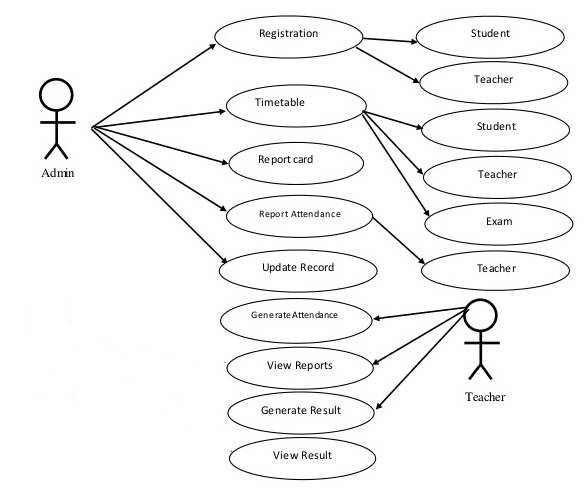 Registration
Student
Teacher
Timetable
Student
Admin
Report card
Teacher
Report Attendance
Exam
Update Record
Teacher
GenerateAttendance
View Reports
Teacher
Generate Result
View Result